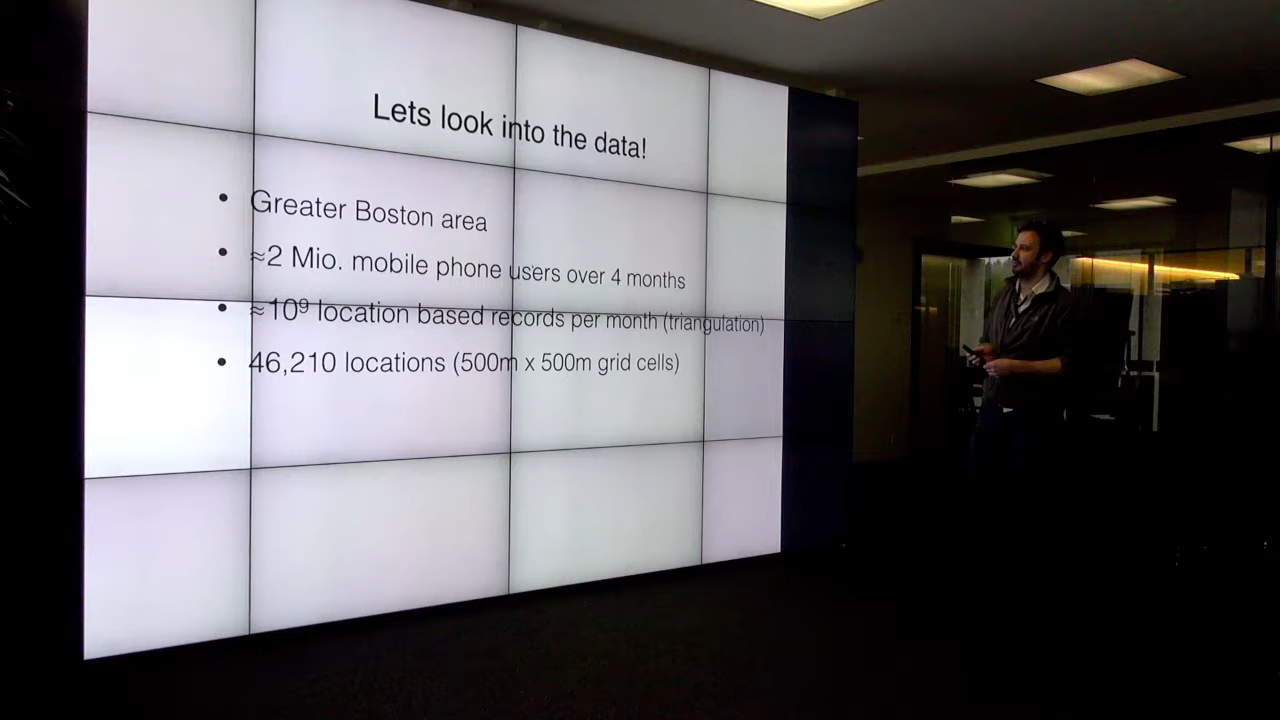 Lets look into the data!
• Greater Boston area
• ≈2 Mio. mobile phone users over 4 months
• ≈10⁹ location based records per month (triangulation)
• 46,210 locations (500m x 500m grid cells)